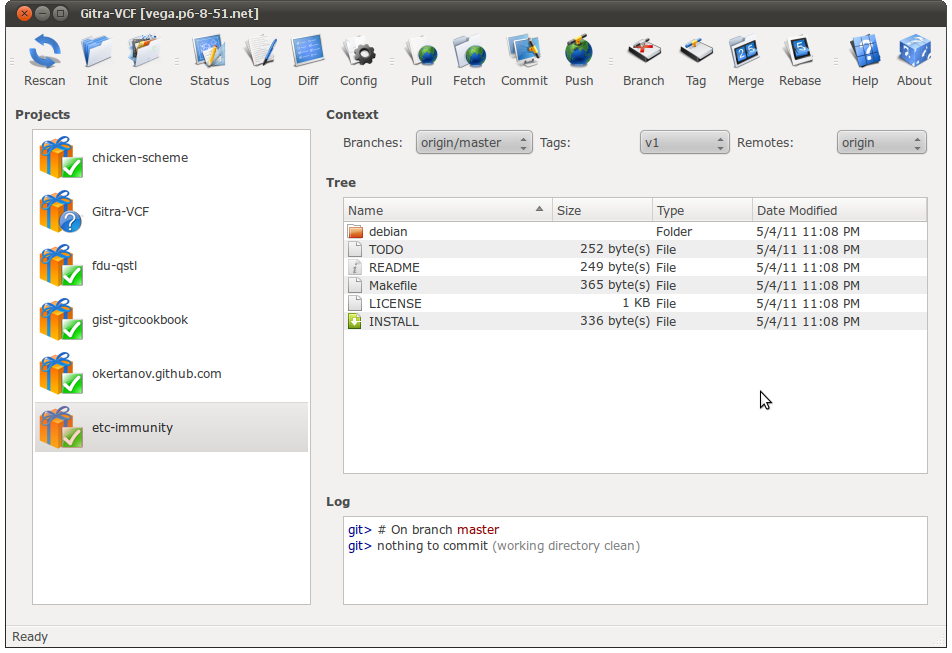 Gitra-VCF [vega.p6-8-51.net]
Rescan Init Clone Status Log Diff Config Pull Fetch Commit Push Branch Tag Merge Rebase Help About
Projects
chicken-scheme
Gitra-VCF
fdu-qstl
gist-gitcookbook
okertanov.github.com
etc-immunity
Context
Branches: origin/master Tags: v1 Remotes: origin
Tree
Name Size Type Date Modified
debian Folder 5/4/11 11:08 PM
TODO 252 byte(s) File 5/4/11 11:08 PM
README 249 byte(s) File 5/4/11 11:08 PM
Makefile 365 byte(s) File 5/4/11 11:08 PM
LICENSE 1 KB File 5/4/11 11:08 PM
INSTALL 336 byte(s) File 5/4/11 11:08 PM
Log
git> # On branch master
git> nothing to commit (working directory clean)
Ready